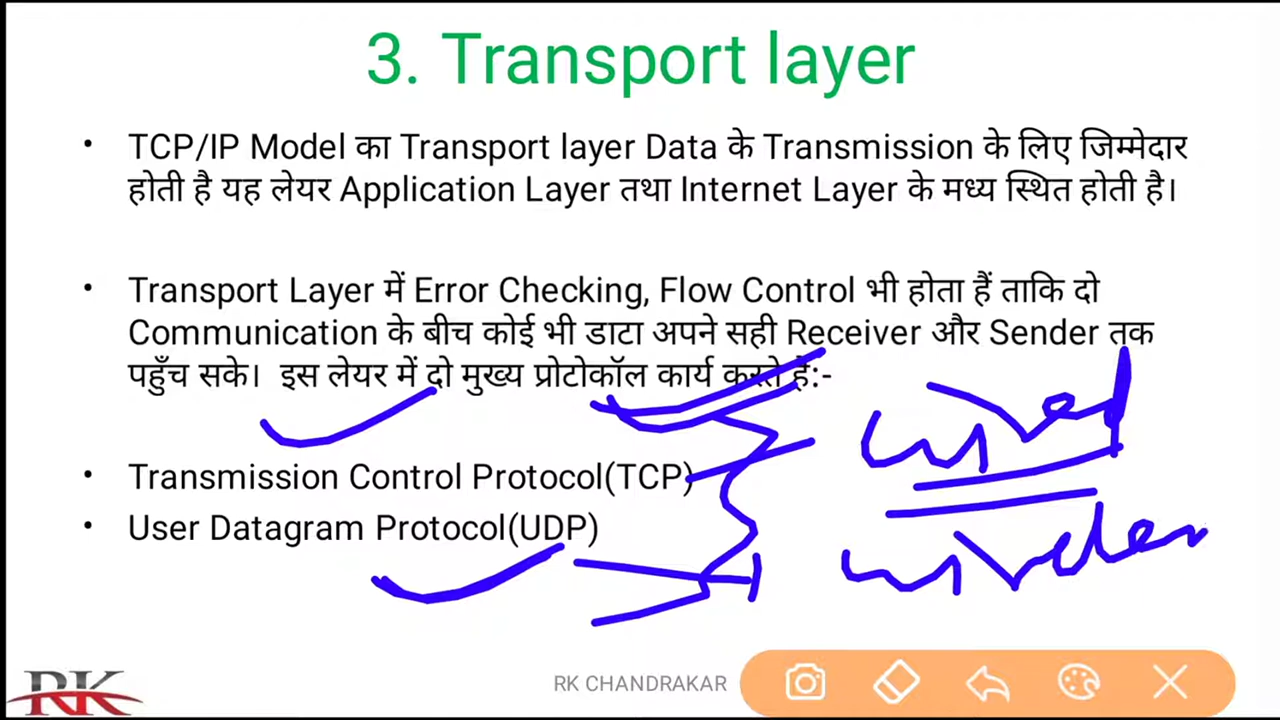 3. Transport layer
• TCP/IP Model का Transport layer Data के Transmission के लिए जिम्मेदार
होती है यह लेयर Application Layer तथा Internet Layer के मध्य स्थित होती है।
• Transport Layer में Error Checking, Flow Control भी होता हैं ताकि दो
Communication के बीच कोई भी डाटा अपने सही Receiver और Sender तक
पहुँच सके। इस लेयर में दो मुख्य प्रोटोकॉल कार्य करते हैं:-
wired
• Transmission Control Protocol(TCP)
• User Datagram Protocol(UDP)
RK
RK CHANDRAKAR